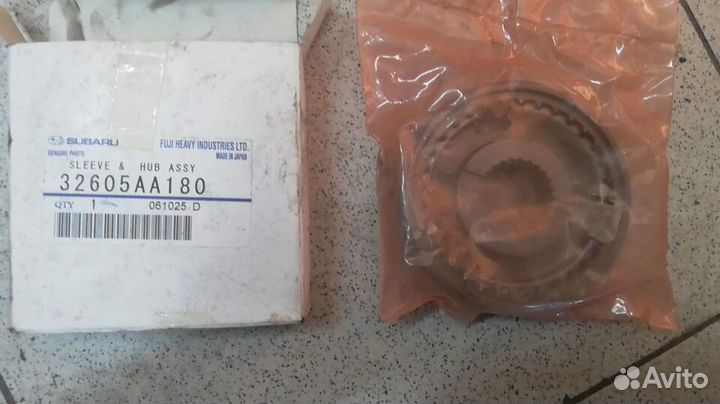 SUBARU FUJI HEAVY INDUSTRIES LTD.
GENUINE PARTS MADE IN JAPAN
SLEEVE & HUB ASSY
32605AA180
QTY 1 061025 D
Avito